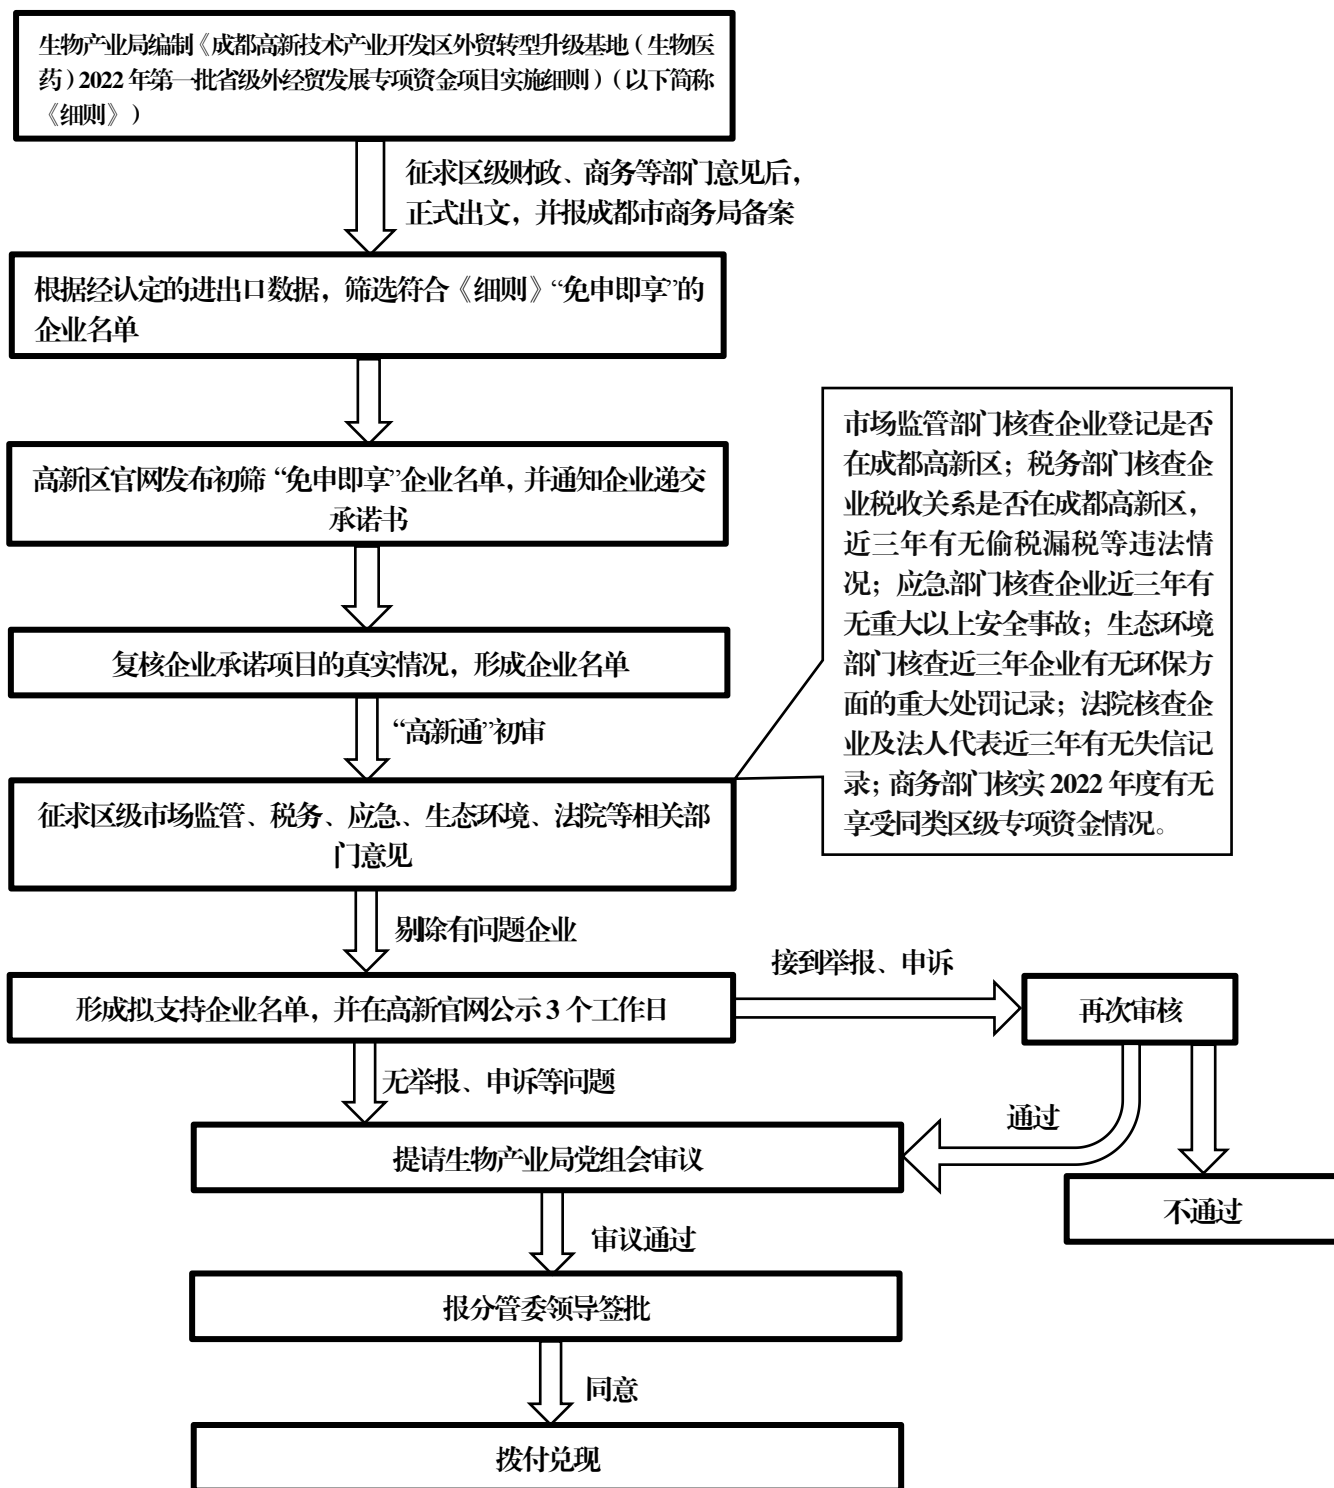 生物产业局编制《成都高新技术产业开发区外贸转型升级基地（生物医
药）2022 年第一批省级外经贸发展专项资金项目实施细则）（以下简称
《细则》）
征求区级财政、商务等部门意见后，
正式出文，并报成都市商务局备案
根据经认定的进出口数据，筛选符合《细则》“免申即享”的
企业名单
高新区官网发布初筛 “免申即享”企业名单，并通知企业递交
承诺书
复核企业承诺项目的真实情况，形成企业名单
“高新通”初审
征求区级市场监管、税务、应急、生态环境、法院等相关部
门意见
市场监管部门核查企业登记是否
在成都高新区；税务部门核查企
业税收关系是否在成都高新区，
近三年有无偷税漏税等违法情
况；应急部门核查企业近三年有
无重大以上安全事故；生态环境
部门核查近三年企业有无环保方
面的重大处罚记录；法院核查企
业及法人代表近三年有无失信记
录；商务部门核实 2022 年度有无
享受同类区级专项资金情况。
剔除有问题企业
形成拟支持企业名单，并在高新官网公示 3 个工作日
接到举报、申诉
再次审核
无举报、申诉等问题
通过
提请生物产业局党组会审议
不通过
审议通过
报分管委领导签批
同意
拨付兑现